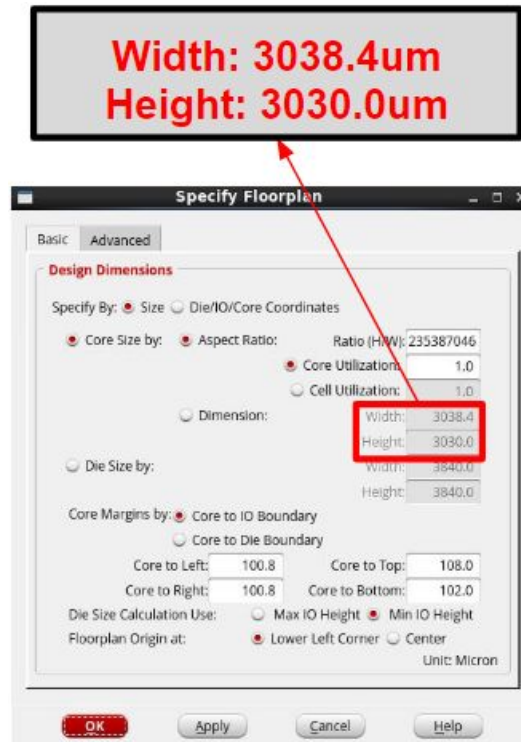 Width: 3038.4um
Height: 3030.0um
Specify Floorplan
Basic Advanced
Design Dimensions
Specify By: Size Die/IO/Core Coordinates
Core Size by: Aspect Ratio: Ratio (H/W): 235387046
Core Utilization: 1.0
Cell Utilization: 1.0
Dimension: Width: 3038.4
Height: 3030.0
Die Size by: Width: 3840.0
Height: 3840.0
Core Margins by: Core to IO Boundary
Core to Die Boundary
Core to Left: 100.8 Core to Top: 108.0
Core to Right: 100.8 Core to Bottom: 102.0
Die Size Calculation Use: Max IO Height Min IO Height
Floorplan Origin at: Lower Left Corner Center
Unit: Micron
OK Apply Cancel Help